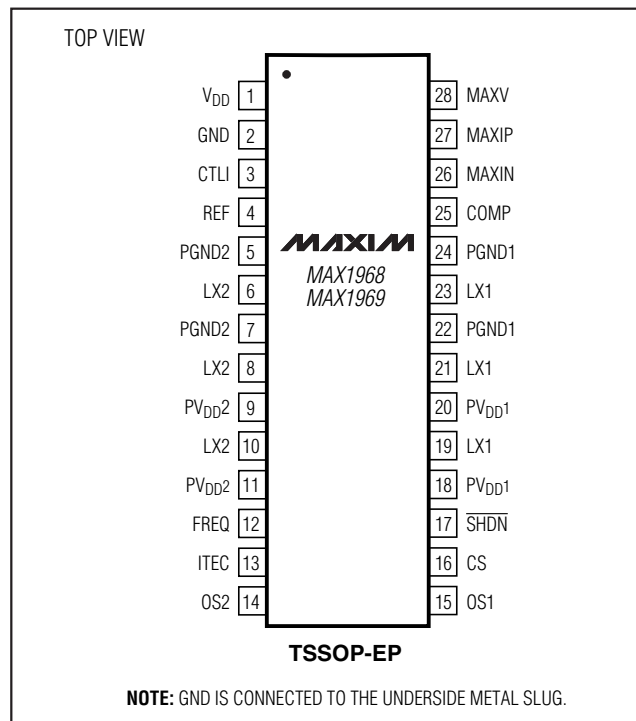 TOP VIEW
VDD 1
28 MAXV
GND 2
27 MAXIP
CTLI 3
26 MAXIN
REF 4
25 COMP
PGND2 5
MAXIM
24 PGND1
LX2 6
MAX1968
MAX1969
23 LX1
PGND2 7
22 PGND1
LX2 8
21 LX1
PVDD2 9
20 PVDD1
LX2 10
19 LX1
PVDD2 11
18 PVDD1
FREQ 12
17 SHDN
ITEC 13
16 CS
OS2 14
15 OS1
TSSOP-EP
NOTE: GND IS CONNECTED TO THE UNDERSIDE METAL SLUG.